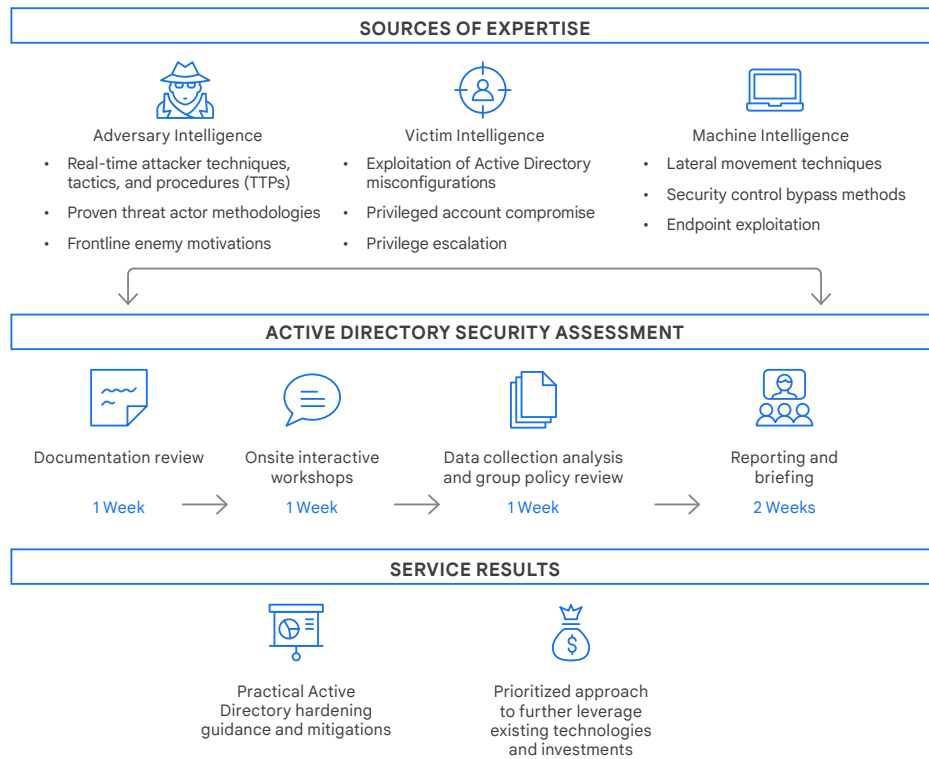 SOURCES OF EXPERTISE
Adversary Intelligence
• Real-time attacker techniques,
tactics, and procedures (TTPs)
• Proven threat actor methodologies
• Frontline enemy motivations
Victim Intelligence
• Exploitation of Active Directory
misconfigurations
• Privileged account compromise
• Privilege escalation
Machine Intelligence
• Lateral movement techniques
• Security control bypass methods
• Endpoint exploitation
ACTIVE DIRECTORY SECURITY ASSESSMENT
Documentation review
1 Week
Onsite interactive
workshops
1 Week
Data collection analysis
and group policy review
1 Week
Reporting and
briefing
2 Weeks
SERVICE RESULTS
Practical Active
Directory hardening
guidance and mitigations
$
Prioritized approach
to further leverage
existing technologies
and investments